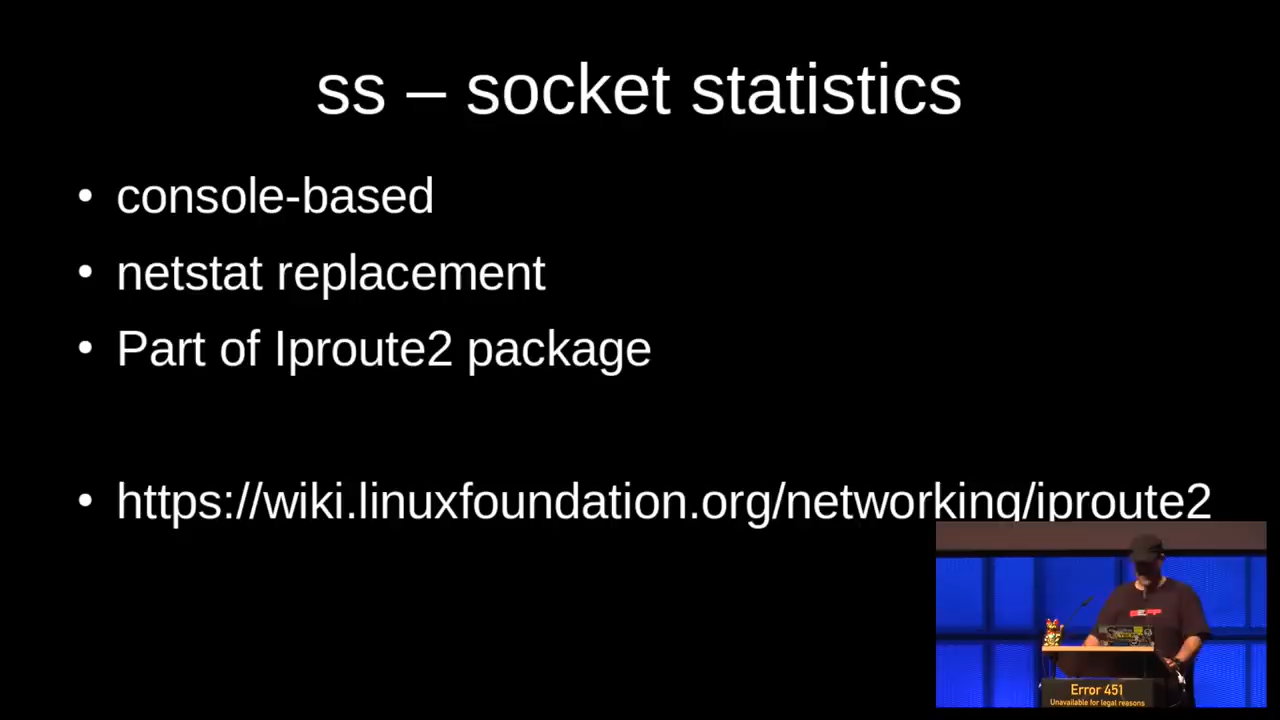 ss – socket statistics
• console-based
• netstat replacement
• Part of Iproute2 package
• https://wiki.linuxfoundation.org/networking/iproute2
Error 451
Unavailable for legal reasons